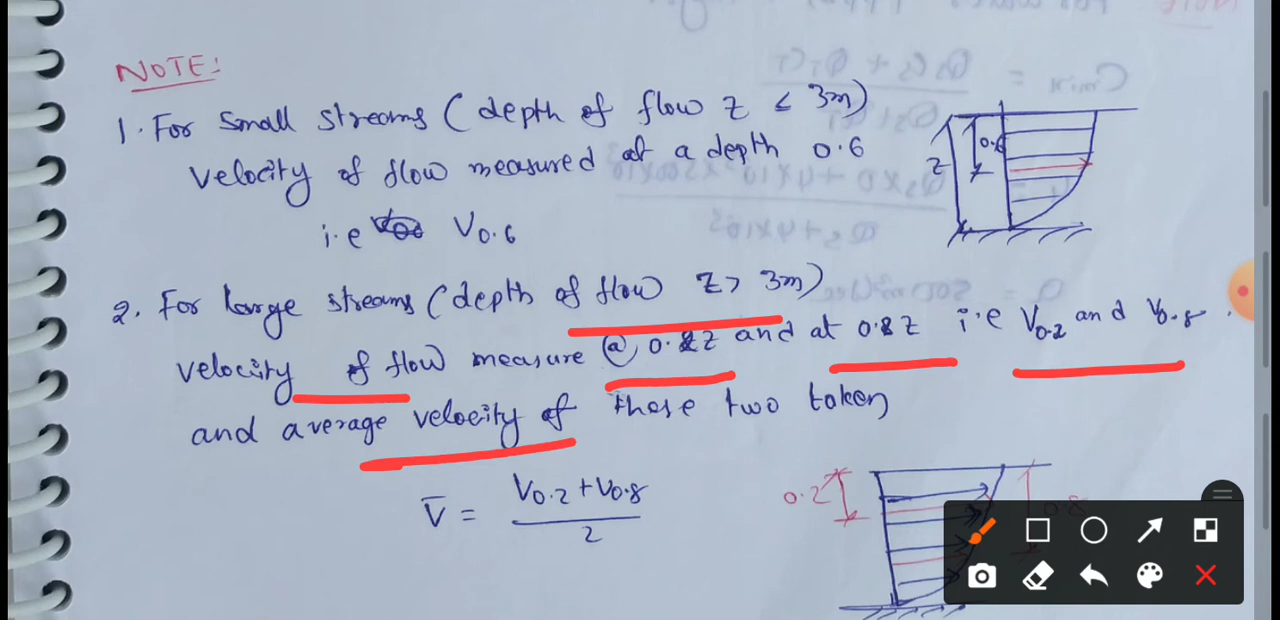 NOTE:
1. For small streams (depth of flow Z < 3m)
velocity of flow measured at a depth 0.6
i.e V0.6
0.6
Z
2. For large streams (depth of flow Z > 3m)
velocity of flow measure @ 0.2Z and at 0.8Z i.e V0.2 and V0.8.
and average velocity of these two taken
V̄ = V0.2 + V0.8
2
0.2
0.8